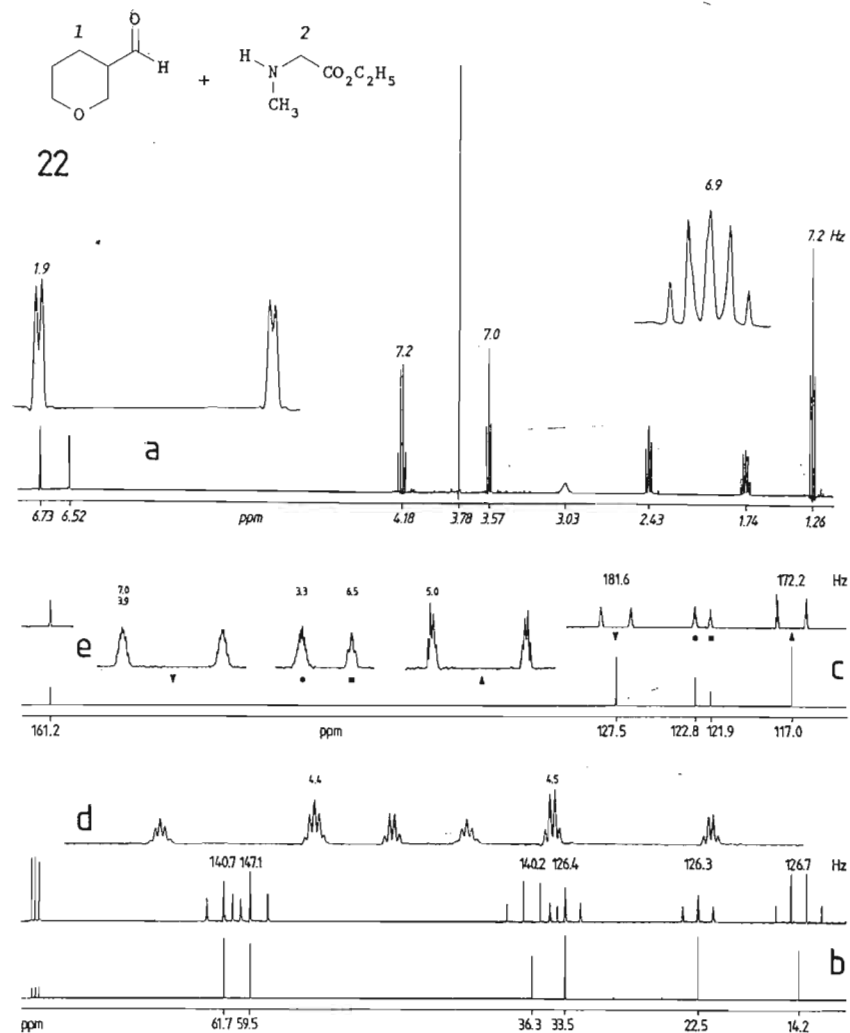 1
O
H
O
+
2
H
N
CO₂C₂H₅
CH₃
22
6.9
7.2 Hz
1.9
7.2
7.0
a
6.73 6.52 ppm 4.18 3.78 3.57 3.03 2.43 1.74 1.26
7.0 3.3 6.5 5.0 181.6 172.2 Hz
3.9
e
c
161.2 ppm 127.5 122.8 121.9 117.0
4.4 4.5
d
140.7 147.1 140.2 126.4 126.3 126.7 Hz
b
ppm 61.7 59.5 36.3 33.5 22.5 14.2